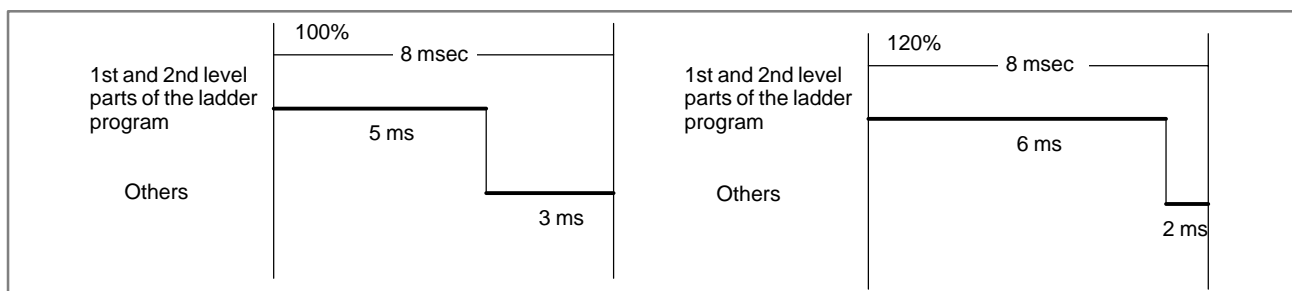 100%
8 msec
1st and 2nd level
parts of the ladder
program
5 ms
Others
3 ms
120%
8 msec
1st and 2nd level
parts of the ladder
program
6 ms
Others
2 ms